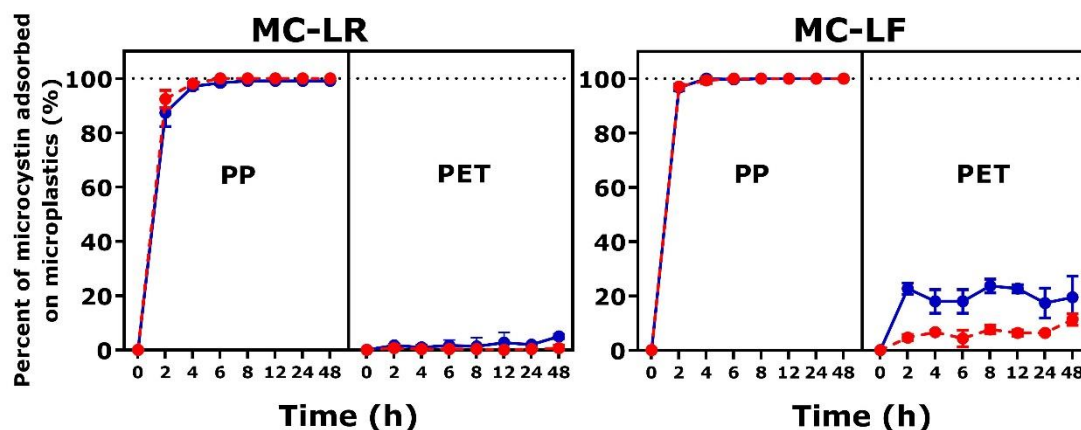 MC-LR
MC-LF
Percent of microcystin adsorbed
on microplastics (%)
100
80
60
40
20
0
PP
PET
0 2 4 6 8 12 24 48
0 2 4 6 8 12 24 48
Time (h)
100
80
60
40
20
0
PP
PET
0 2 4 6 8 12 24 48
0 2 4 6 8 12 24 48
Time (h)